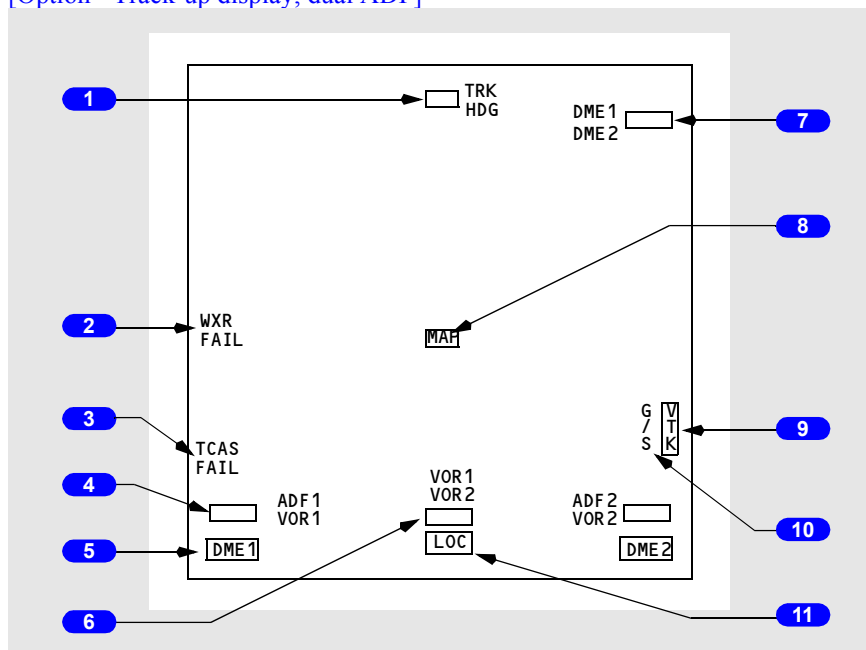 [Option - Track-up display, dual ADF]
1
TRK
HDG
DME1
DME2
7
8
2
WXR
FAIL
MAP
3
G
/
S
V
T
K
9
TCAS
FAIL
4
ADF1
VOR1
VOR1
VOR2
ADF2
VOR2
10
5
DME1
LOC
DME2
6
11